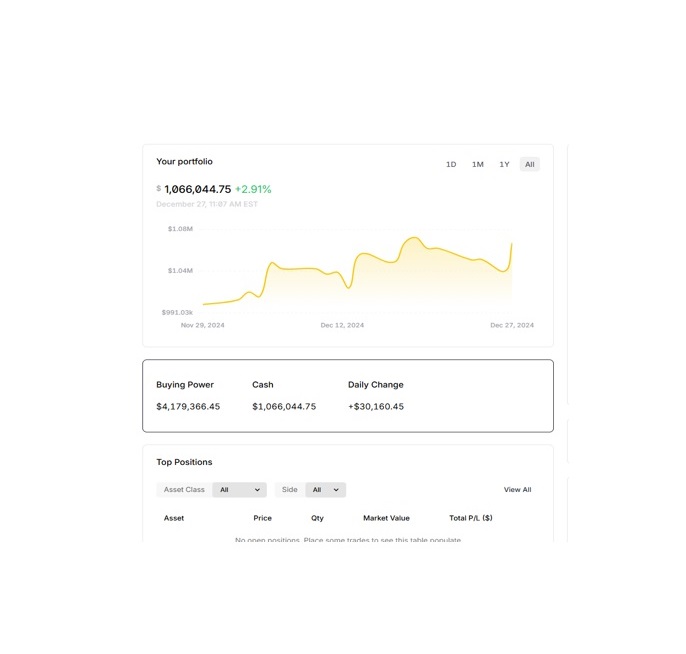 Your portfolio
1D 1M 1Y All
$ 1,066,044.75 +2.91%
December 27, 11:07 AM EST
$1.08M
$1.04M
$991.03k
Nov 29, 2024 Dec 12, 2024 Dec 27, 2024
Buying Power Cash Daily Change
$4,179,366.45 $1,066,044.75 +$30,160.45
Top Positions
Asset Class All Side All View All
Asset Price Qty Market Value Total P/L ($)
No open positions. Place some trades to see this table populate